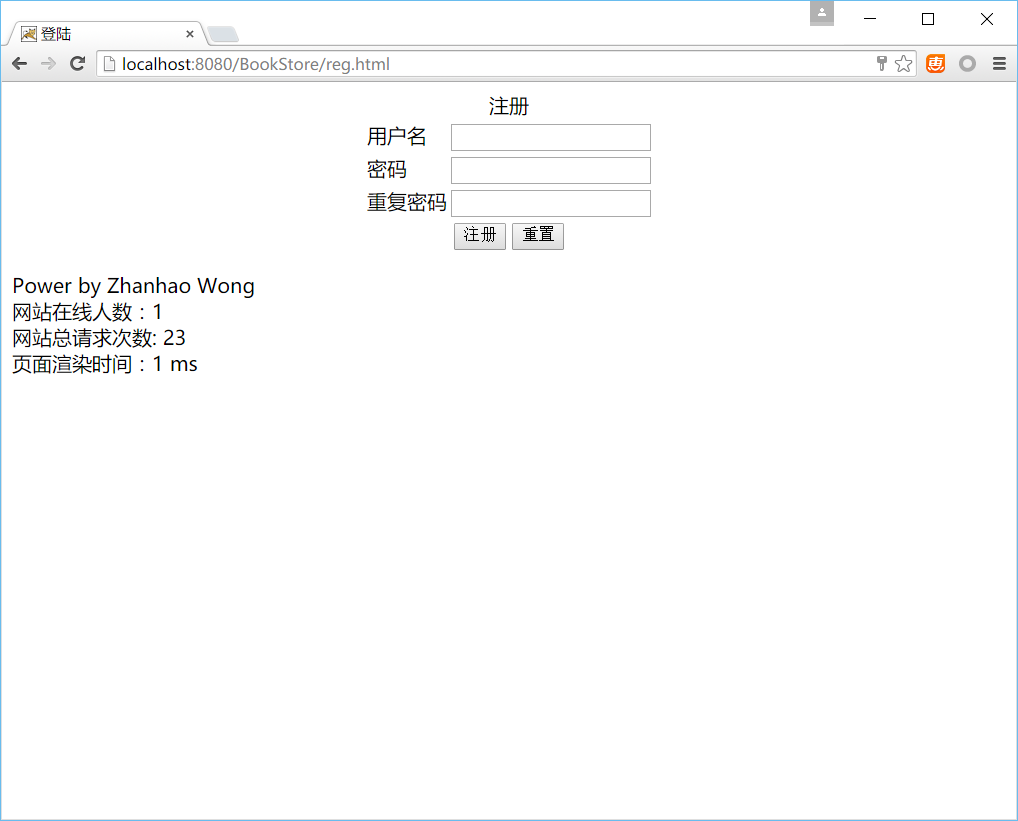 登陆
localhost:8080/BookStore/reg.html
惠
注册
用户名
密码
重复密码
注册 重置
Power by Zhanhao Wong
网站在线人数：1
网站总请求次数: 23
页面渲染时间：1 ms